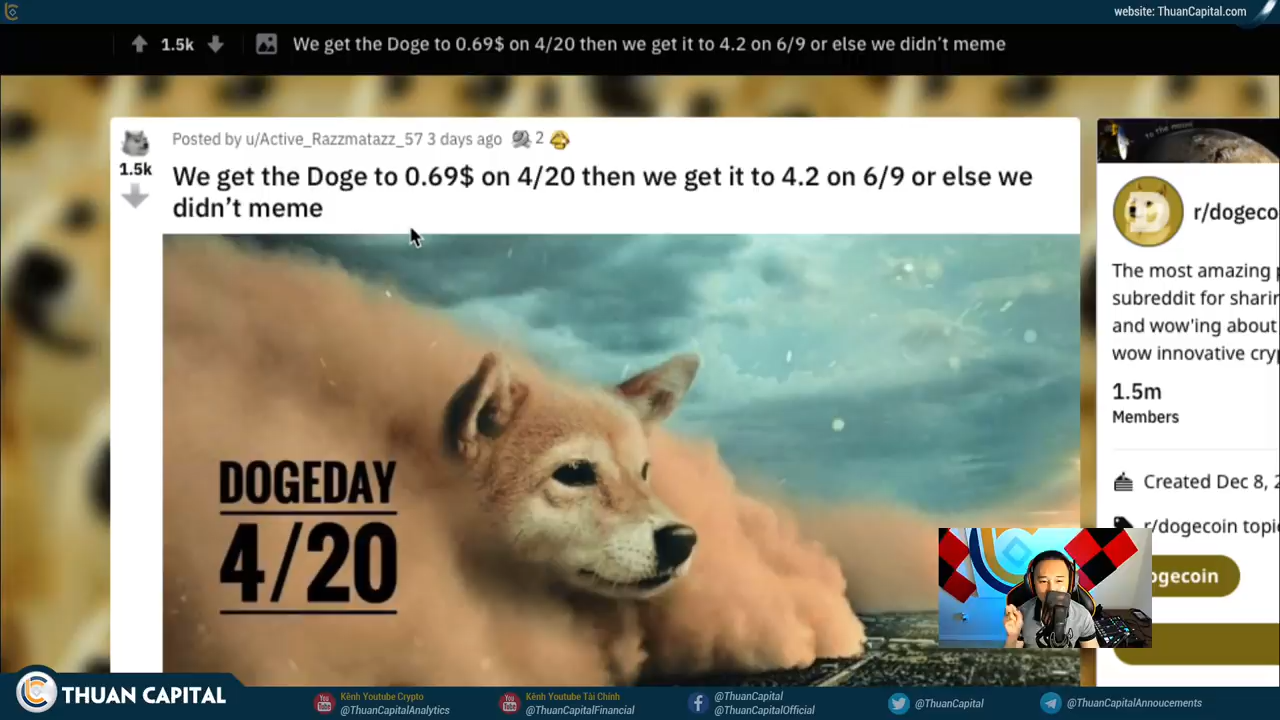 website: ThuanCapital.com
1.5k
We get the Doge to 0.69$ on 4/20 then we get it to 4.2 on 6/9 or else we didn't meme
Posted by u/Active_Razzmatazz_57 3 days ago
2
1.5k
We get the Doge to 0.69$ on 4/20 then we get it to 4.2 on 6/9 or else we
didn't meme
DOGEDAY
4/20
to the moon!
r/dogeco
The most amazing p
subreddit for sharin
and wow'ing about
wow innovative cry
1.5m
Members
Created Dec 8, 2
r/dogecoin topi
ogecoin
THUAN CAPITAL
Kênh Youtube Crypto
@ThuanCapitalAnalytics
Kênh Youtube Tài Chính
@ThuanCapitalFinancial
@ThuanCapital
@ThuanCapitalOfficial
@ThuanCapital
@ThuanCapitalAnnoucements